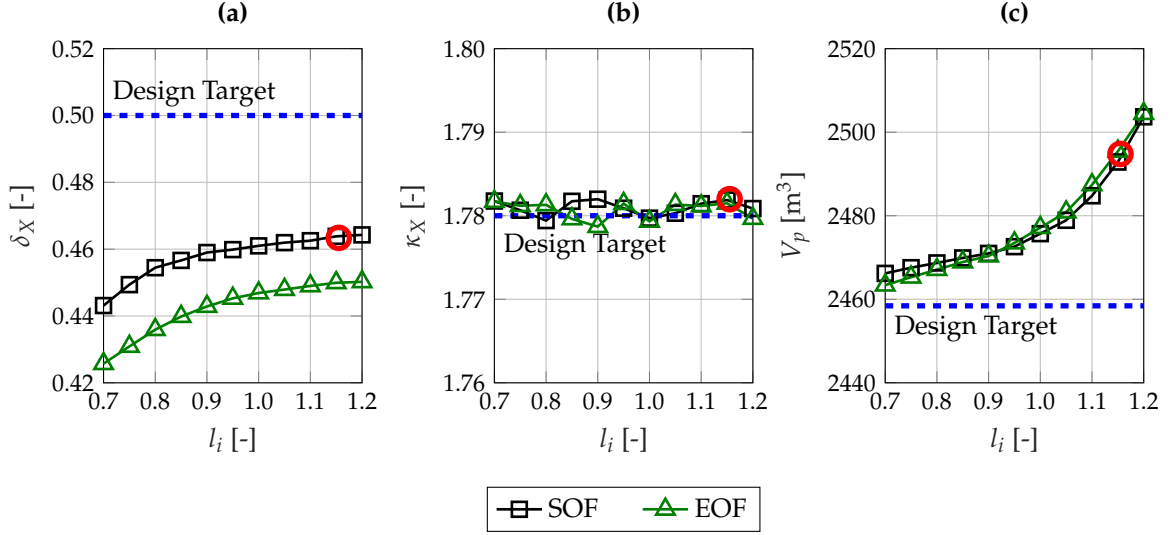 (a)
0.52
0.50
0.48
0.46
0.44
0.42
δX [-]
Design Target
0.7 0.8 0.9 1.0 1.1 1.2
li [-]
(b)
1.80
1.79
1.78
1.77
1.76
κX [-]
Design Target
0.7 0.8 0.9 1.0 1.1 1.2
li [-]
(c)
2520
2500
2480
2460
2440
Vp [m³]
Design Target
0.7 0.8 0.9 1.0 1.1 1.2
li [-]
SOF EOF